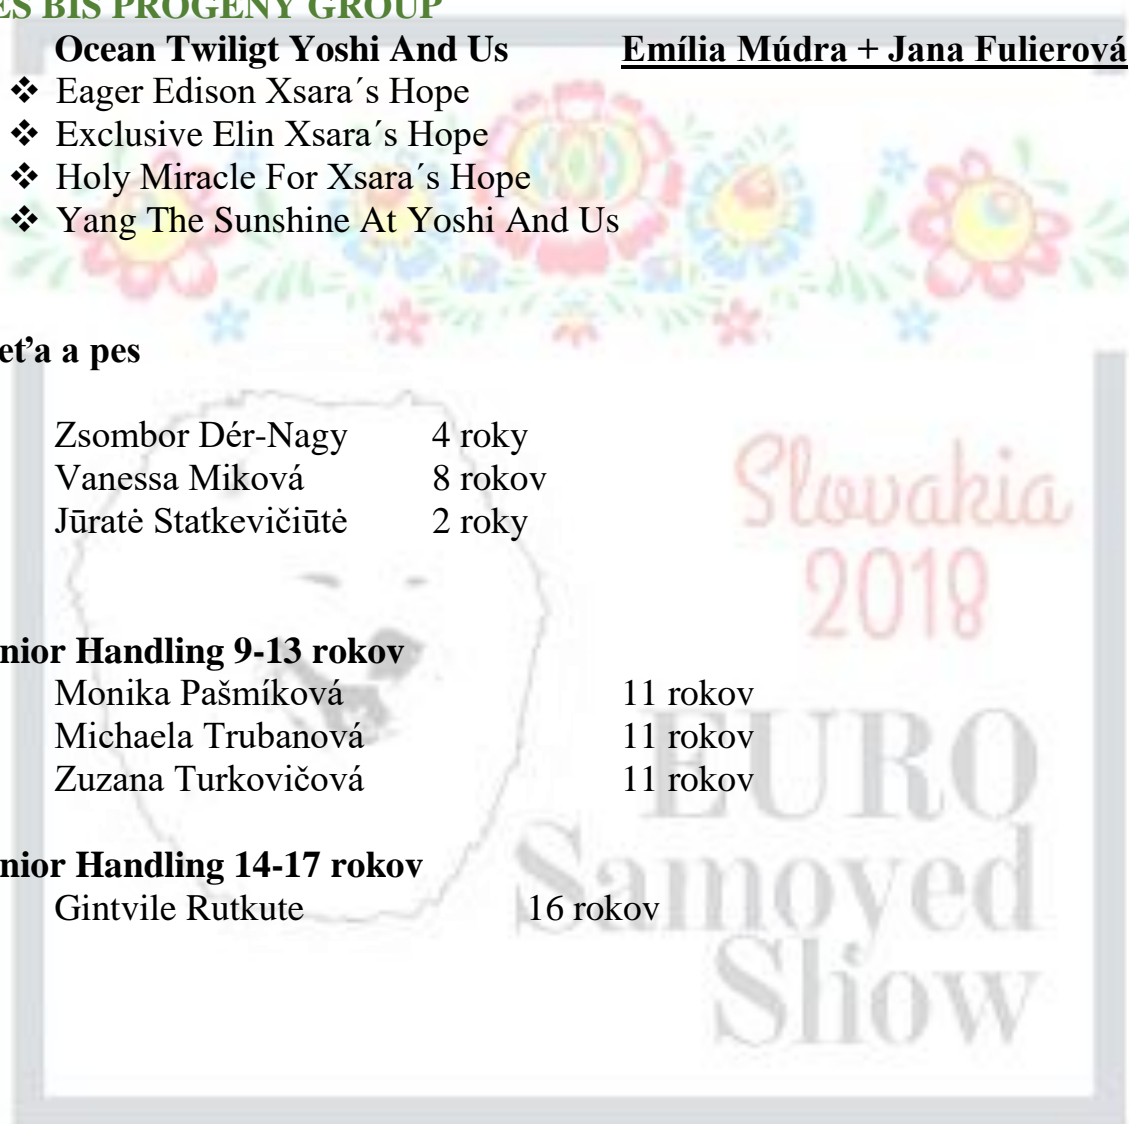 ES BIS PROGENY GROUP
Ocean Twiligt Yoshi And Us Emília Múdra + Jana Fulierová
❖ Eager Edison Xsara´s Hope
❖ Exclusive Elin Xsara´s Hope
❖ Holy Miracle For Xsara´s Hope
❖ Yang The Sunshine At Yoshi And Us
eťa a pes
Zsombor Dér-Nagy 4 roky
Vanessa Miková 8 rokov
Jūratė Statkevičiūtė 2 roky
Slovakia
2018
nior Handling 9-13 rokov
Monika Pašmíková 11 rokov
Michaela Trubanová 11 rokov
Zuzana Turkovičová 11 rokov
EURO
Samoyed
Show
nior Handling 14-17 rokov
Gintvile Rutkute 16 rokov